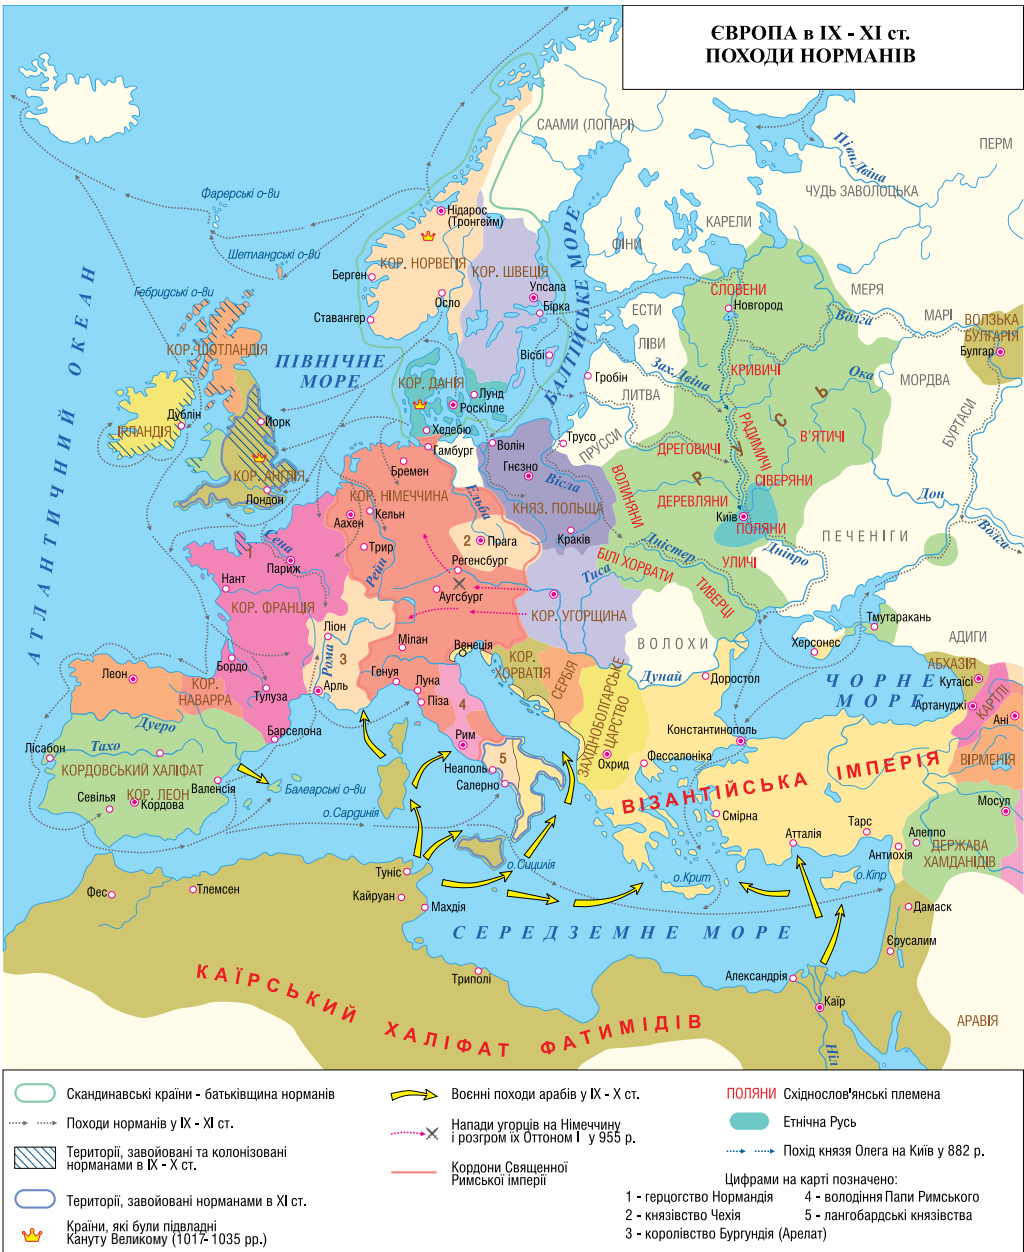 ЄВРОПА в IX - XI ст.
ПОХОДИ НОРМАНІВ
СААМИ (ЛОПАРІ)
Півн.Двіна
ПЕРМ
ЧУДЬ ЗАВОЛОЦЬКА
Фарерські о-ви
Нідарос
(Тронгейм)
КАРЕЛИ
ФІНИ
Шетландські о-ви
КОР. НОРВЕГІЯ
КОР. ШВЕЦІЯ
Берген
Упсала
Осло
Бірка
Гебридські о-ви
Ставангер
СЛОВЕНИ
Новгород
МЕРЯ
Волга
МАРІ
ВОЛЗЬКА
БУЛГАРІЯ
Булгар
ЕСТИ
ЛІВИ
БАЛТІЙСЬКЕ МОРЕ
АТЛАНТИЧНИЙ ОКЕАН
КОР. ШОТЛАНДІЯ
ПІВНІЧНЕ
МОРЕ
Вісбі
Гробін
Зах.Двіна
КРИВИЧІ
Ока
МОРДВА
КОР. ДАНІЯ
Лунд
Роскілле
ЛИТВА
РУСЬ
Дублін
ІРЛАНДІЯ
Йорк
Хедебю
Гамбург
Волін
Трусо
ПРУССИ
ДРЕГОВИЧІ
РАДИМИЧІ
В'ЯТИЧІ
БУРТАСИ
КОР. АНГЛІЯ
Лондон
Бремен
Гнєзно
Вісла
ВОЛИНЯНИ
СІВЕРЯНИ
КОР. НІМЕЧЧИНА
Ельба
КНЯЗ. ПОЛЬЩА
ДЕРЕВЛЯНИ
Дон
Аахен
Кельн
Київ
ПОЛЯНИ
Волга
1
Сена
Париж
Трир
Рейн
2
Прага
Краків
Дністер
ПЕЧЕНІГИ
Дніпро
Регенсбург
БІЛІ ХОРВАТИ
УЛИЧІ
Нант
КОР. ФРАНЦІЯ
Аугсбург
Тиса
ТИВЕРЦІ
КОР. УГОРЩИНА
Тмутаракань
Ліон
Мілан
Венеція
ВОЛОХИ
Херсонес
АДИГИ
Бордо
3
Рона
Генуя
КОР.
ХОРВАТІЯ
СЕРБІЯ
Дунай
Доростол
ЧОРНЕ
МОРЕ
АБХАЗІЯ
Кутаїсі
Леон
КОР.
НАВАРРА
Тулуза
Арль
Луна
Піза
4
ЗАХІДНОБОЛГАРСЬКЕ
ЦАРСТВО
Артануджі
КАРТЛІ
Ані
Дуеро
Барселона
Рим
Константинополь
Лісабон
Тахо
КОРДОВСЬКИЙ ХАЛІФАТ
КОР. ЛЕОН
Валенсія
Неаполь
Салерно
5
Охрид
Фессалоніка
ВІЗАНТІЙСЬКА ІМПЕРІЯ
ВІРМЕНІЯ
Севілья
Кордова
Балеарські о-ви
о.Сардинія
Смірна
Мосул
Атталія
Тарс
Алеппо
ДЕРЖАВА
ХАМДАНІДІВ
Антиохія
Туніс
о.Сицилія
о.Крит
о.Кіпр
Фес
Тлемсен
Кайруан
Махдія
Дамаск
СЕРЕДЗЕМНЕ МОРЕ
Єрусалим
Триполі
Александрія
Каїр
КАЇРСЬКИЙ ХАЛІФАТ ФАТИМІДІВ
АРАВІЯ
Ніл
Скандинавські країни - батьківщина норманів
Походи норманів у IX - XI ст.
Території, завойовані та колонізовані
норманами в IX - X ст.
Території, завойовані норманами в XI ст.
Країни, які були підвладні
Кануту Великому (1017- 1035 рр.)
Воєнні походи арабів у IX - X ст.
Напади угорців на Німеччину
і розгром їх Оттоном I у 955 р.
Кордони Священної
Римської імперії
ПОЛЯНИ Східнослов'янські племена
Етнічна Русь
Похід князя Олега на Київ у 882 р.
Цифрами на карті позначено:
1 - герцогство Нормандія
2 - князівство Чехія
3 - королівство Бургундія (Арелат)
4 - володіння Папи Римського
5 - лангобардські князівства